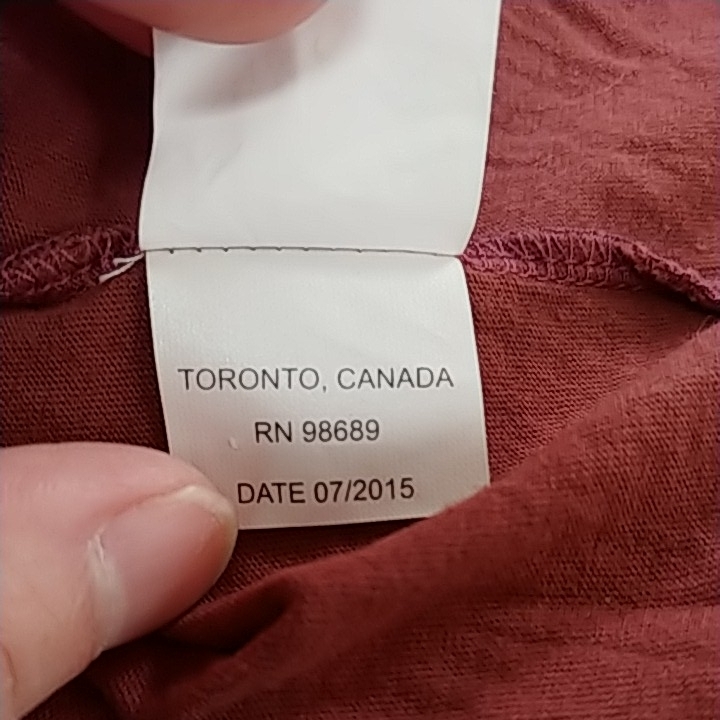 TORONTO, CANADA
RN 98689
DATE 07/2015